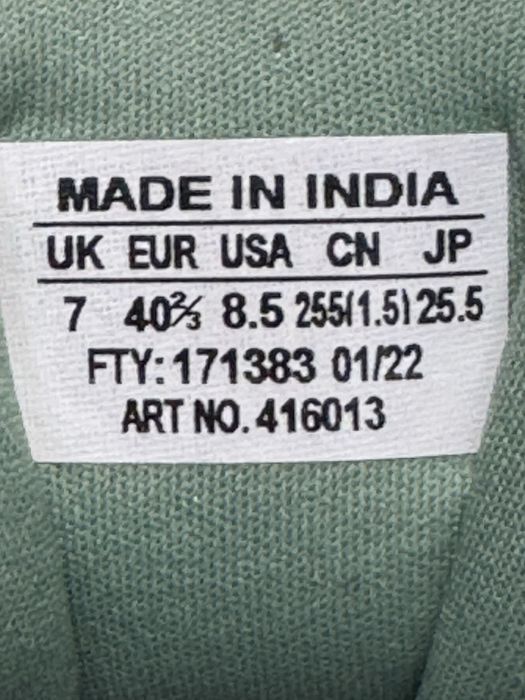 MADE IN INDIA
UK EUR USA CN JP
7 40⅔ 8.5 255(1.5) 25.5
FTY: 171383 01/22
ART NO. 416013